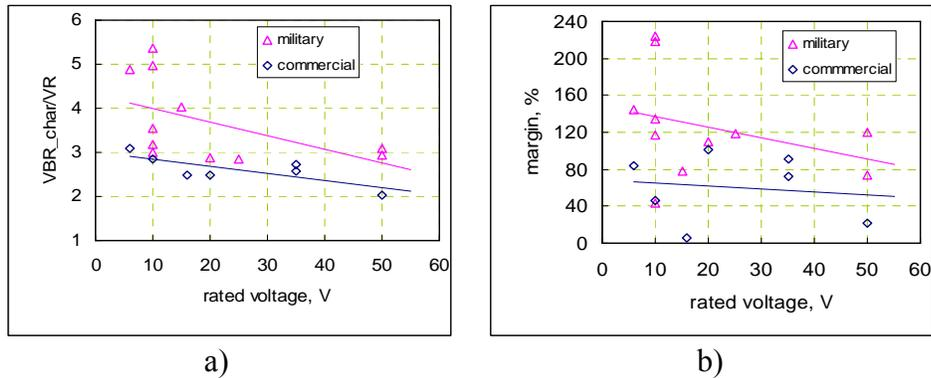 6
5
4
3
2
1
0 10 20 30 40 50 60
VBR_char/VR
rated voltage, V
military
commercial
240
200
160
120
80
40
0
0 10 20 30 40 50 60
margin, %
rated voltage, V
military
commmercial
a)
b)